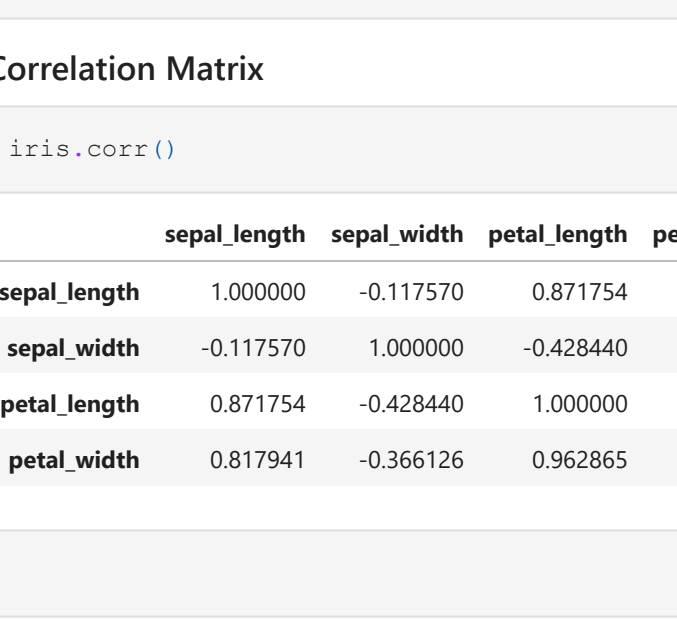 Correlation Matrix
iris.corr()
sepal_length sepal_width petal_length pe
sepal_length 1.000000 -0.117570 0.871754
sepal_width -0.117570 1.000000 -0.428440
petal_length 0.871754 -0.428440 1.000000
petal_width 0.817941 -0.366126 0.962865